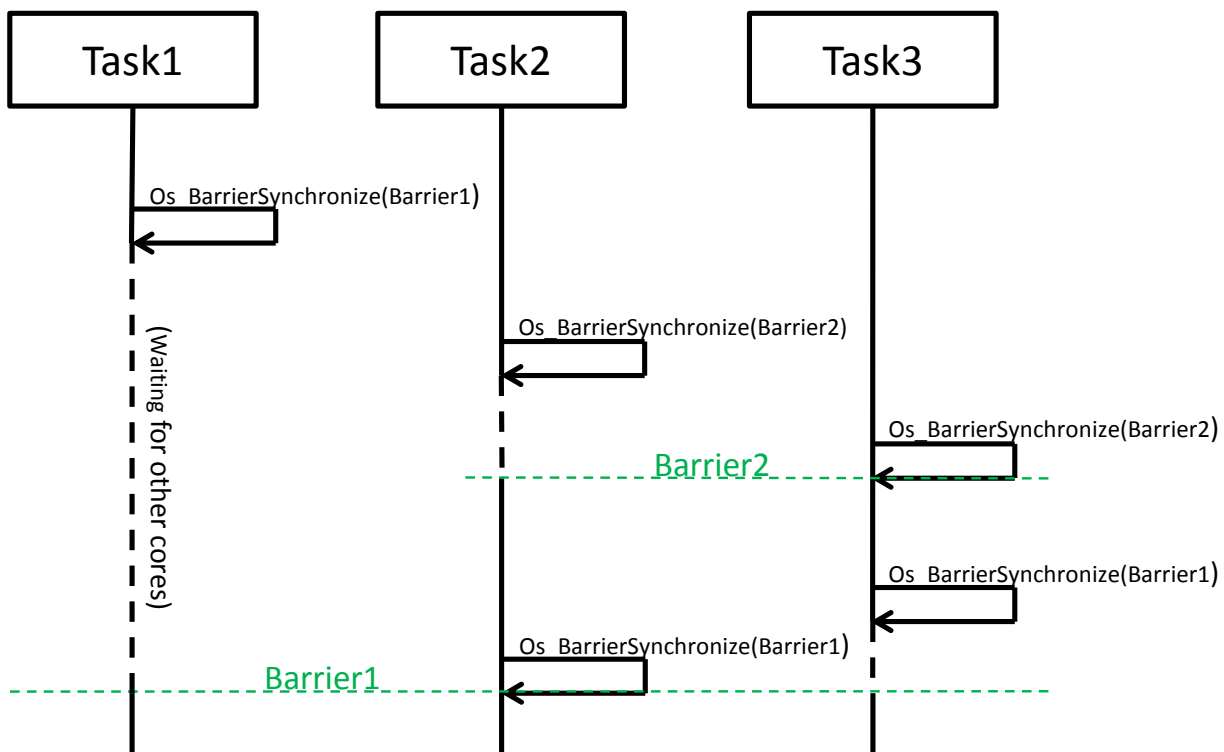 Task1
Task2
Task3
Os_BarrierSynchronize(Barrier1)
Os_BarrierSynchronize(Barrier2)
(Waiting for other cores)
Os_BarrierSynchronize(Barrier2)
Barrier2
Os_BarrierSynchronize(Barrier1)
Os_BarrierSynchronize(Barrier1)
Barrier1